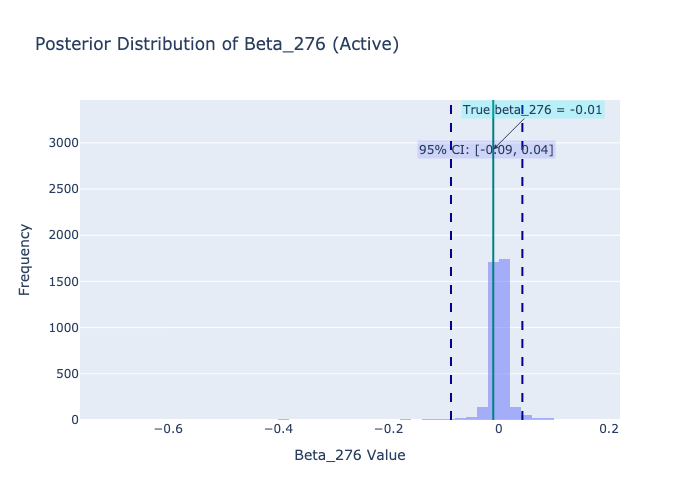 Posterior Distribution of Beta_276 (Active)
True beta_276 = -0.01
95% CI: [-0.09, 0.04]
3000
2500
2000
1500
1000
500
0
Frequency
−0.6
−0.4
−0.2
0
0.2
Beta_276 Value